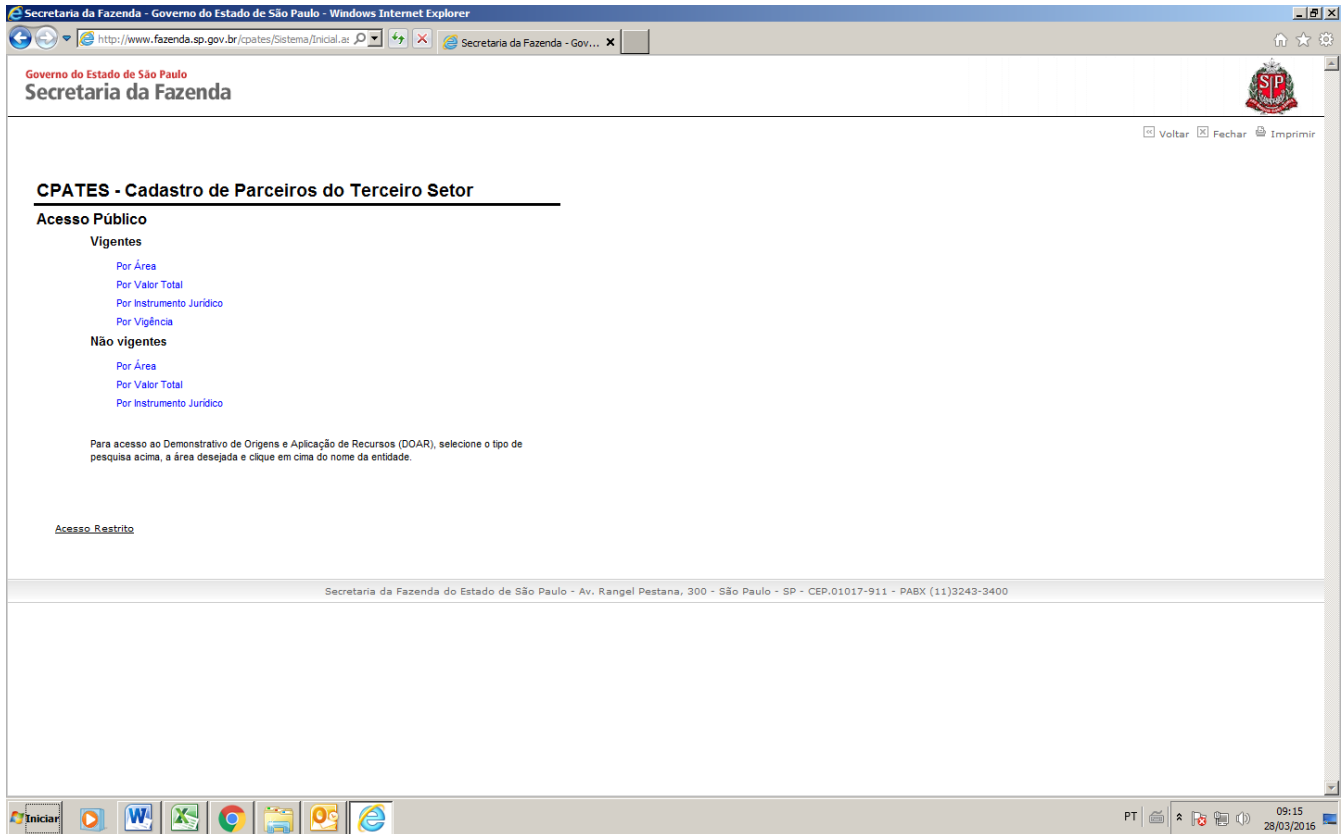 Secretaria da Fazenda - Governo do Estado de São Paulo - Windows Internet Explorer
http://www.fazenda.sp.gov.br/cpates/Sistema/Inicial.as
Secretaria da Fazenda - Gov...
Governo do Estado de São Paulo
Secretaria da Fazenda
SP
Voltar Fechar Imprimir
CPATES - Cadastro de Parceiros do Terceiro Setor
Acesso Público
Vigentes
Por Área
Por Valor Total
Por Instrumento Jurídico
Por Vigência
Não vigentes
Por Área
Por Valor Total
Por Instrumento Jurídico
Para acesso ao Demonstrativo de Origens e Aplicação de Recursos (DOAR), selecione o tipo de
pesquisa acima, a área desejada e clique em cima do nome da entidade.
Acesso Restrito
Secretaria da Fazenda do Estado de São Paulo - Av. Rangel Pestana, 300 - São Paulo - SP - CEP.01017-911 - PABX (11)3243-3400
Iniciar
PT
09:15
28/03/2016